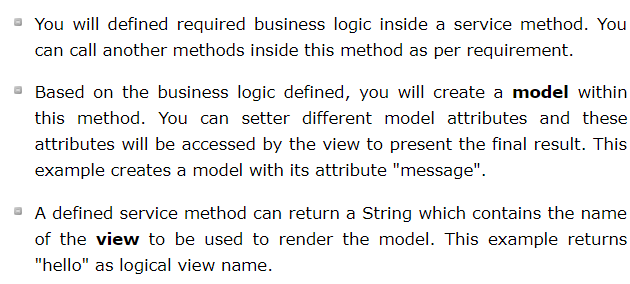 You will defined required business logic inside a service method. You
can call another methods inside this method as per requirement.
Based on the business logic defined, you will create a model within
this method. You can setter different model attributes and these
attributes will be accessed by the view to present the final result. This
example creates a model with its attribute "message".
A defined service method can return a String which contains the name
of the view to be used to render the model. This example returns
"hello" as logical view name.